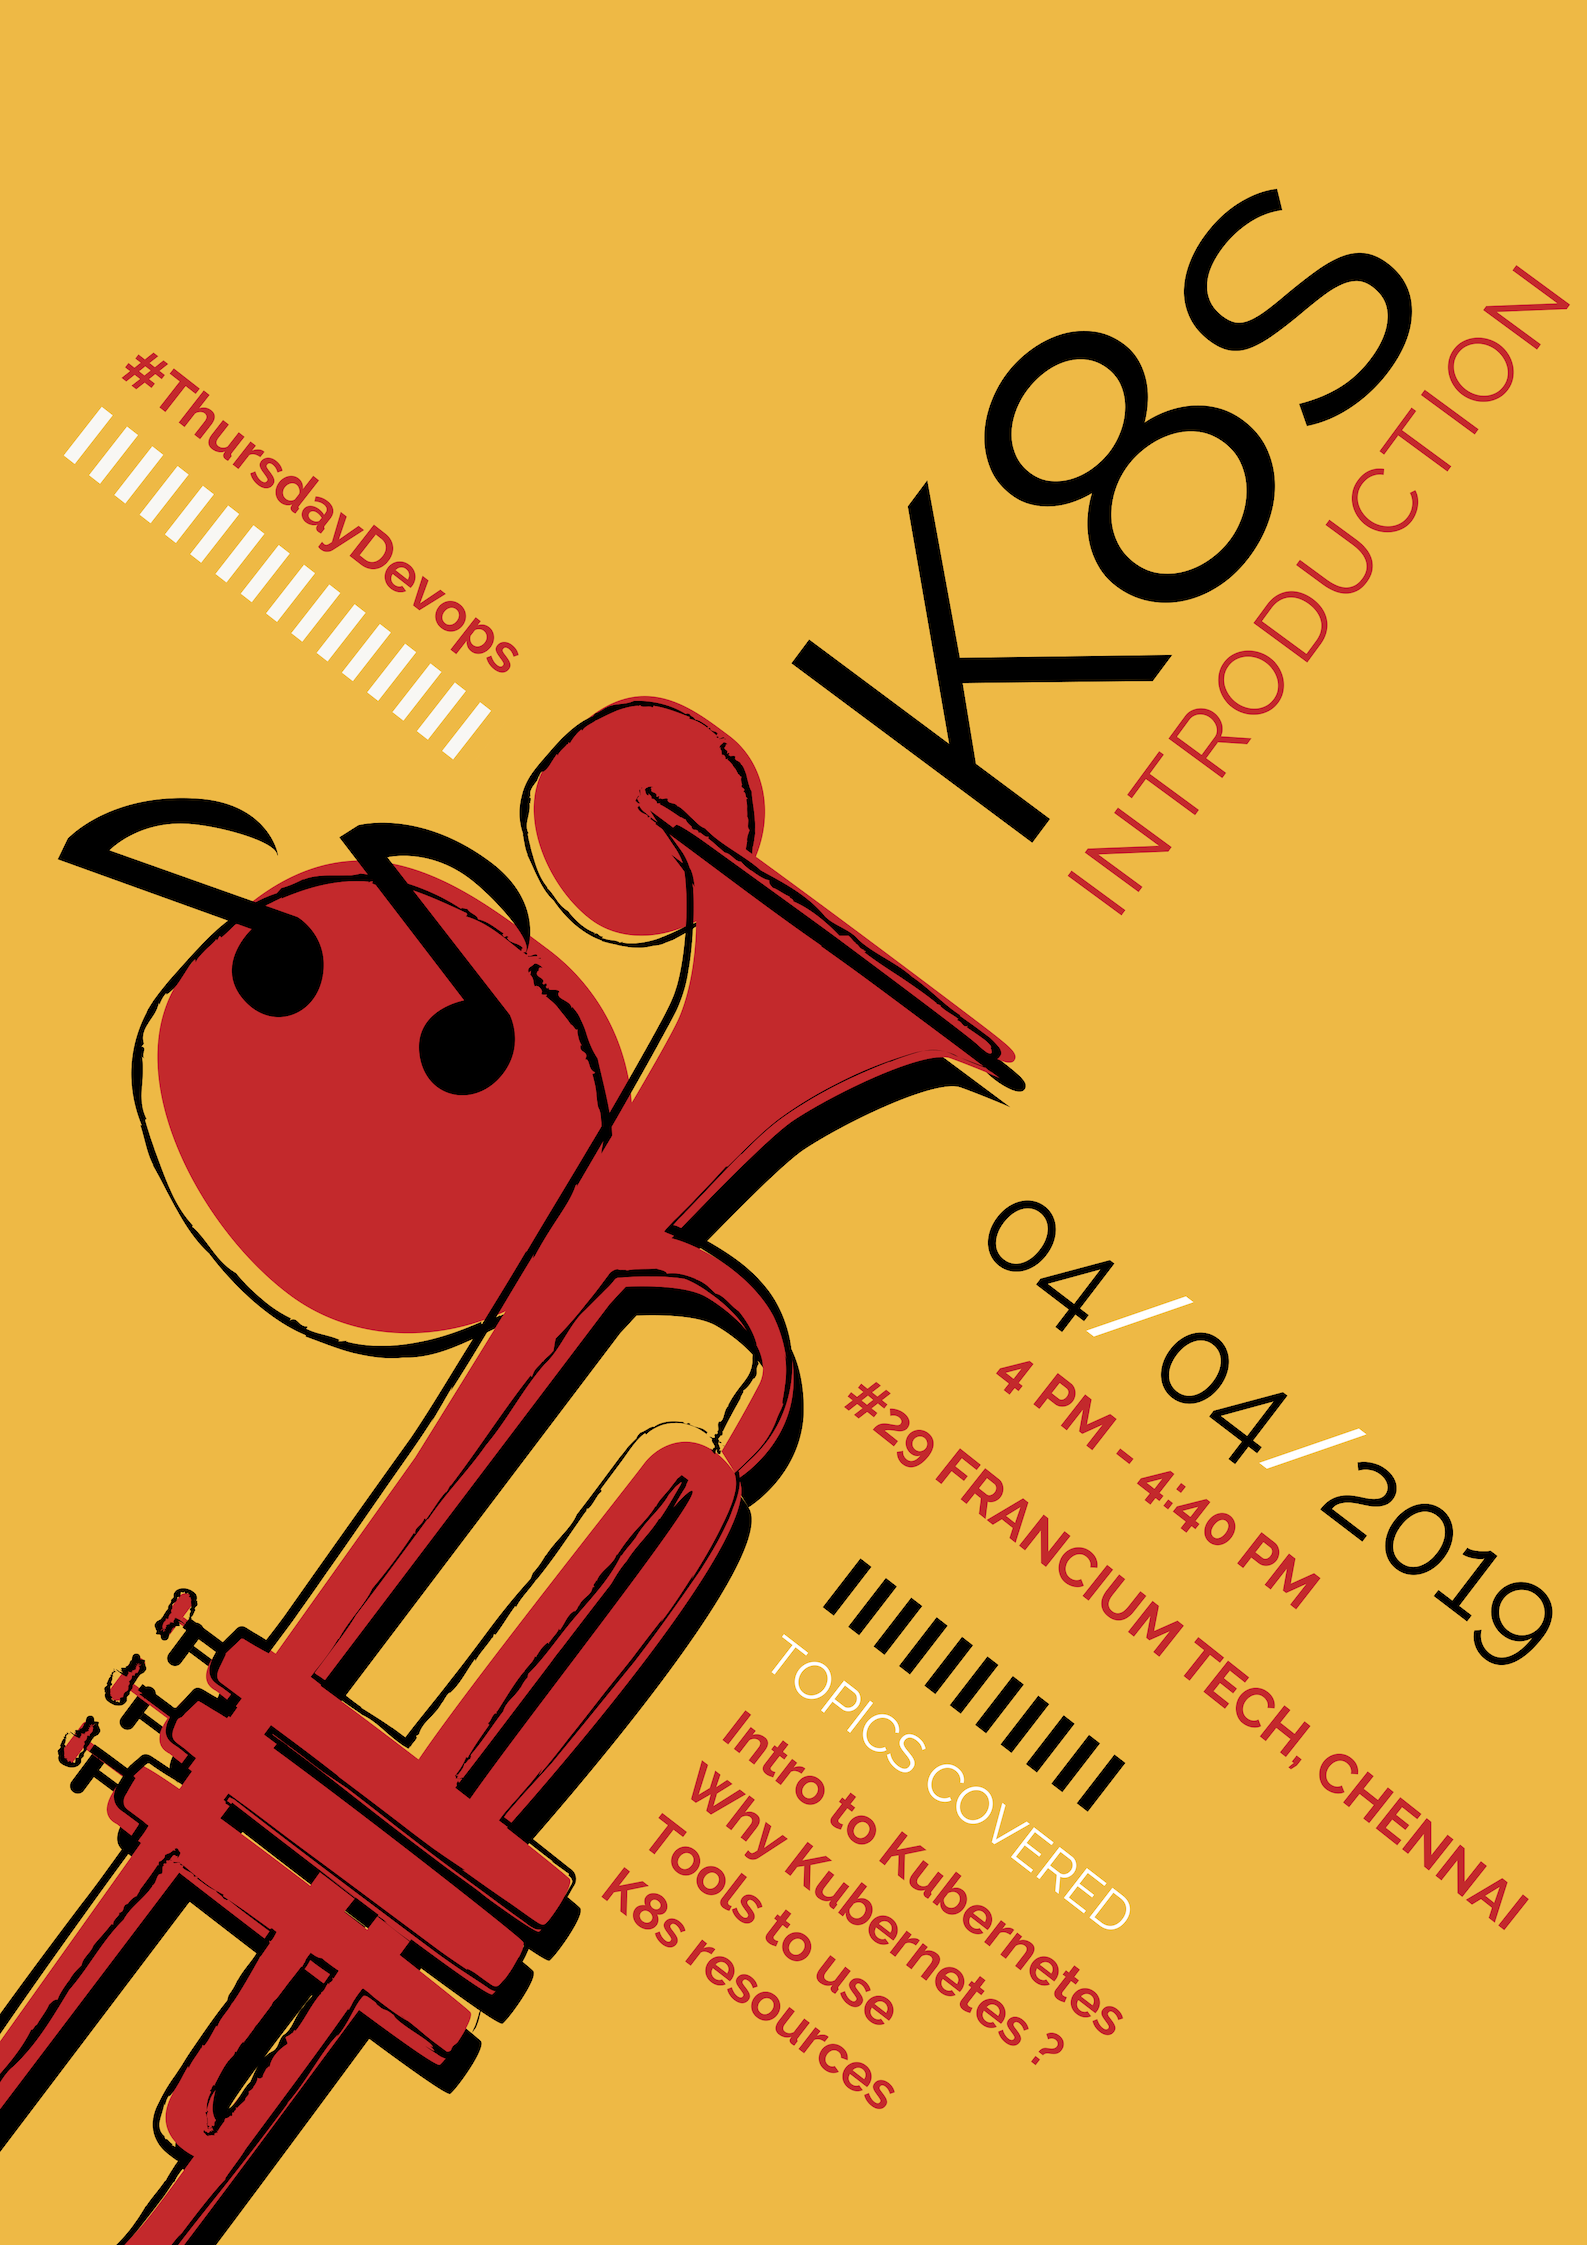 #ThursdayDevops
K8S
INTRODUCTION
04/04/2019
4 PM - 4:40 PM
#29 FRANCIUM TECH, CHENNAI
TOPICS COVERED
Intro to Kubernetes
Why Kubernetes ?
Tools to use
K8s resources